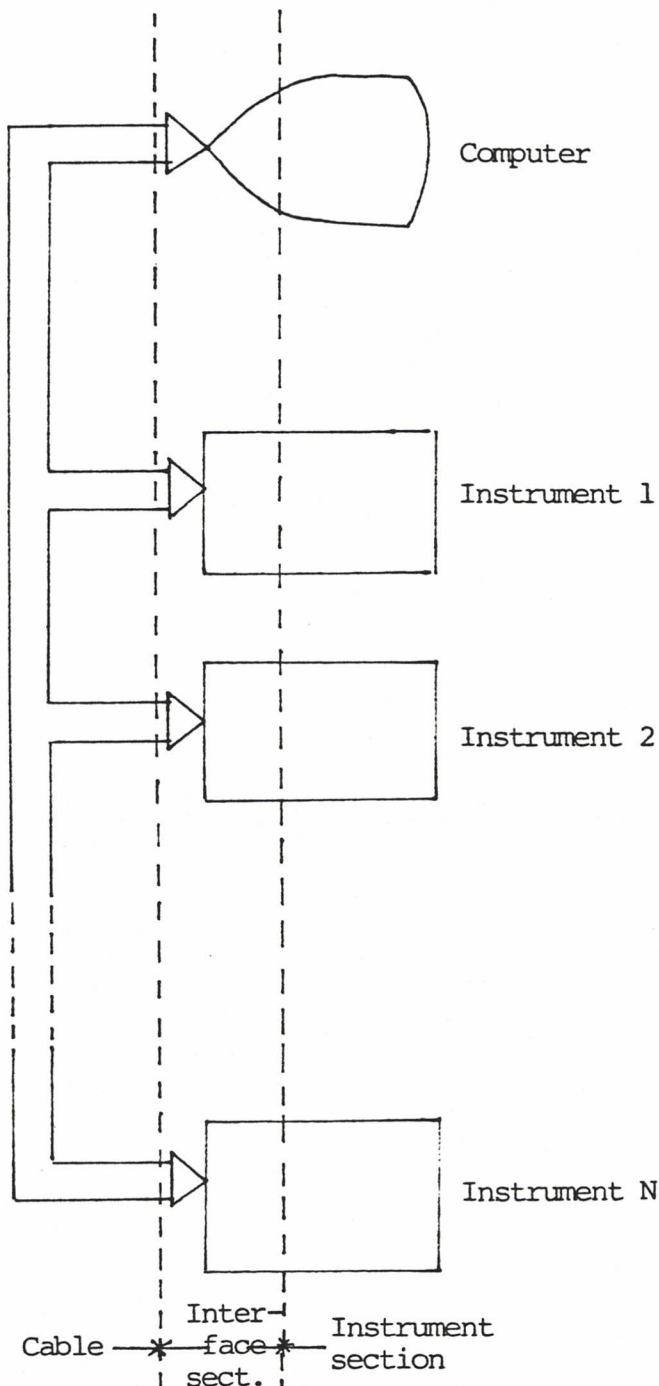 Computer
Instrument 1
Instrument 2
Instrument N
Cable
Inter-
face
sect.
Instrument
section